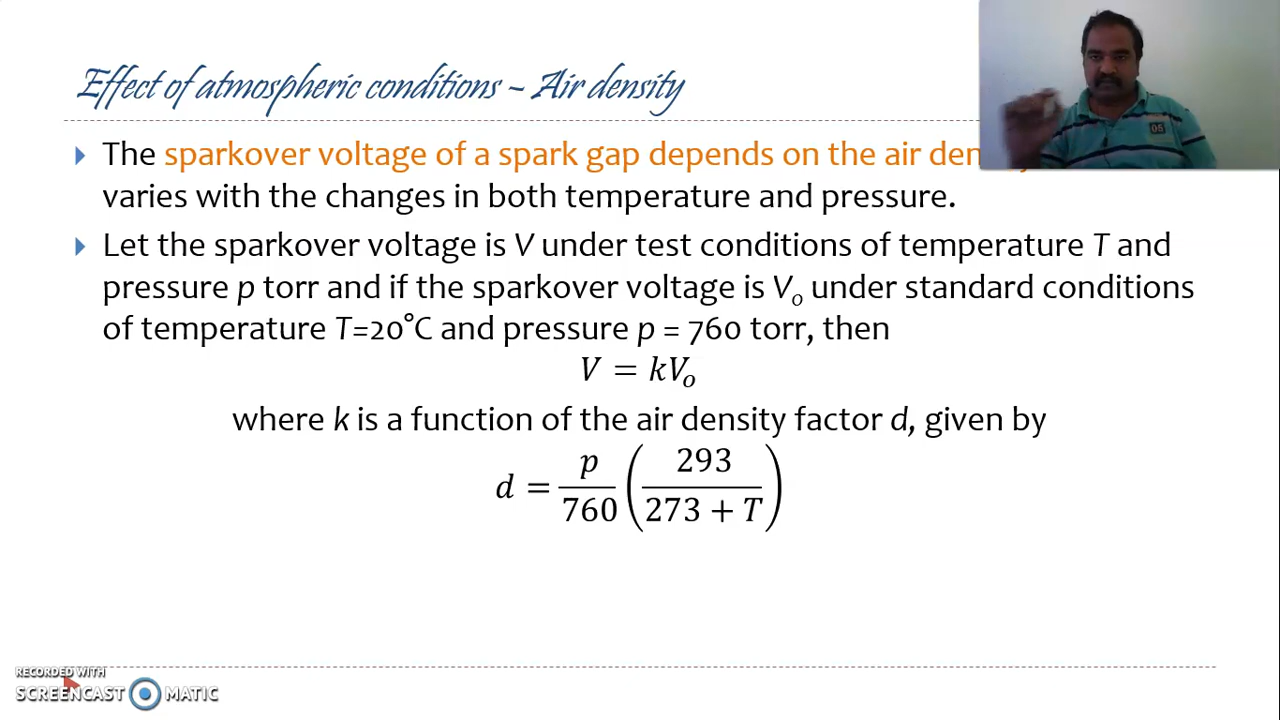 Effect of atmospheric conditions – Air density
The sparkover voltage of a spark gap depends on the air
varies with the changes in both temperature and pressure.
Let the sparkover voltage is V under test conditions of temperature T and
pressure p torr and if the sparkover voltage is Vₒ under standard conditions
of temperature T=20°C and pressure p = 760 torr, then
V = kVₒ
where k is a function of the air density factor d, given by
d = p/760 (293/(273 + T))
05
RECORDED WITH
SCREENCAST MATIC